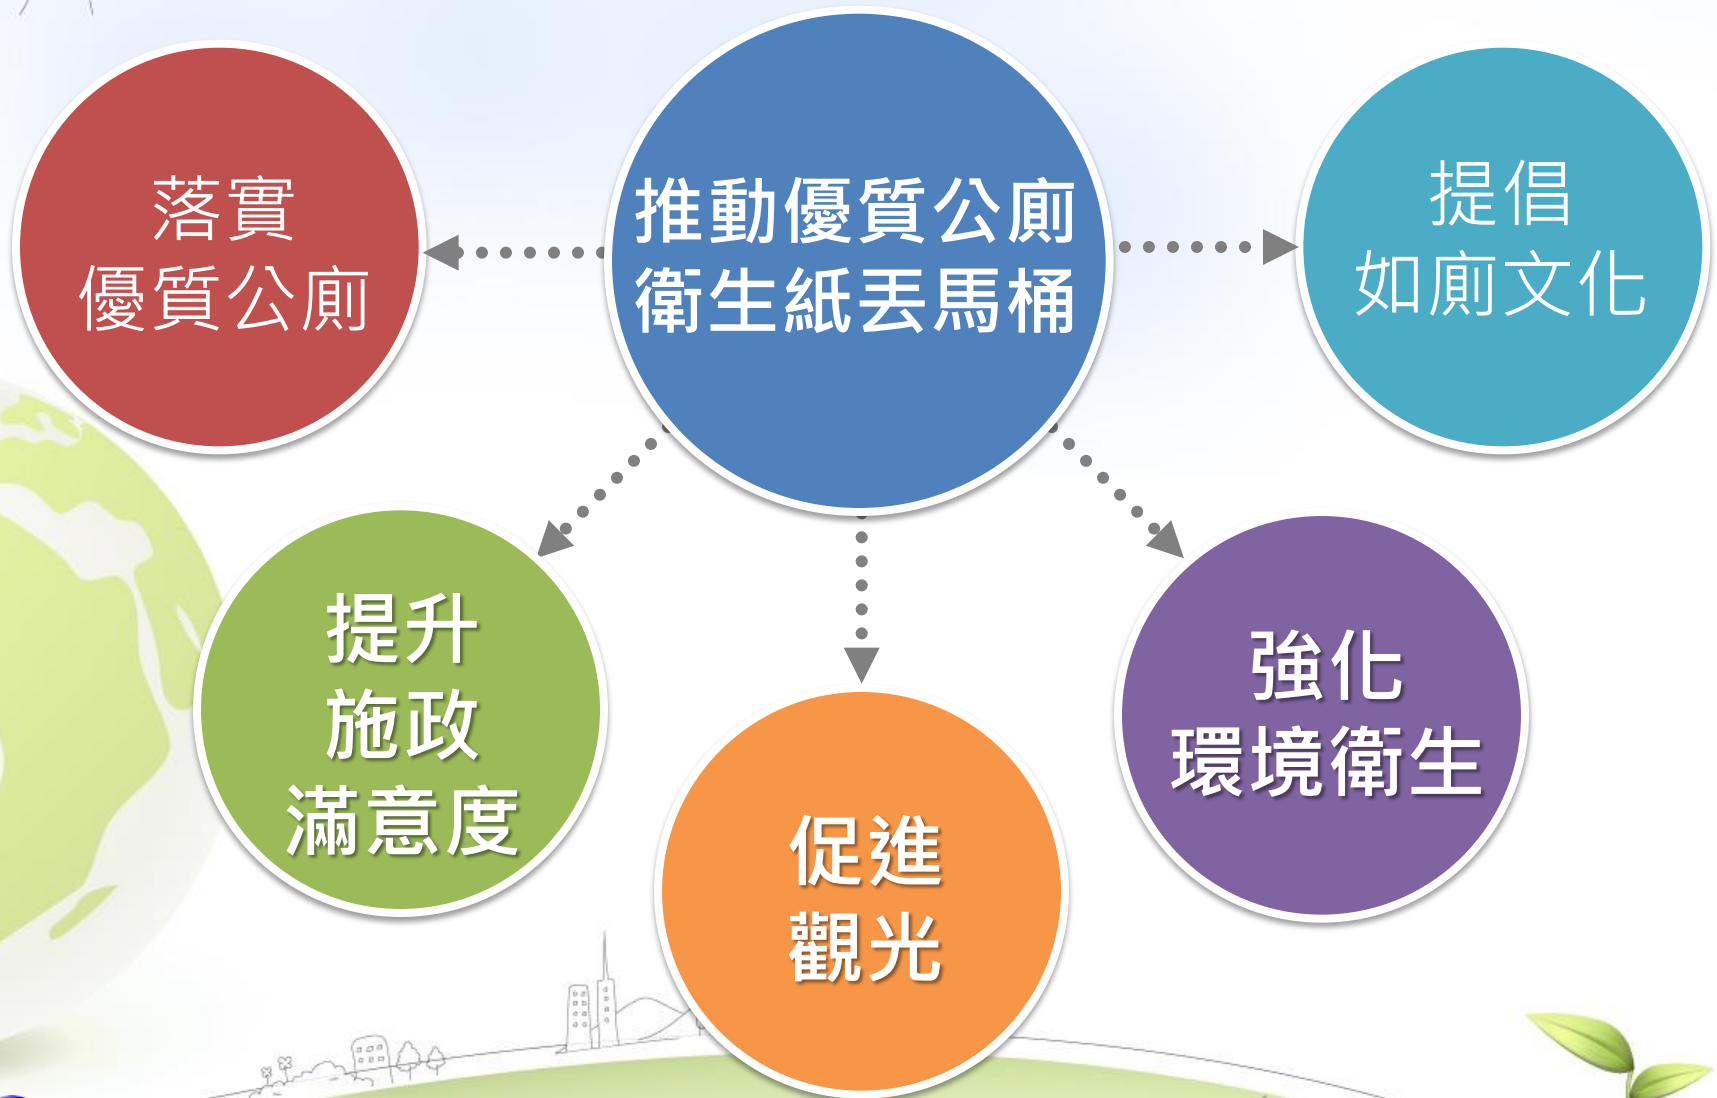 落實
優質公廁
推動優質公廁
衛生紙丟馬桶
提倡
如廁文化
提升
施政
滿意度
促進
觀光
強化
環境衛生